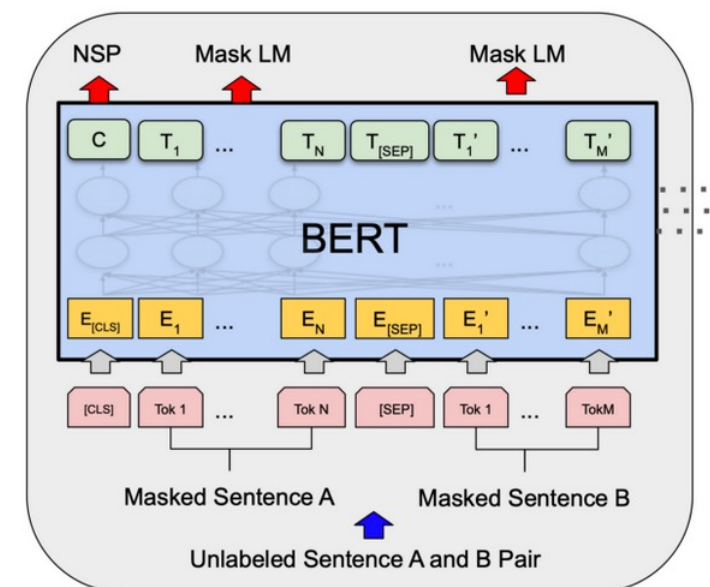 NSP Mask LM Mask LM
C T1 ... TN T[SEP] T1' ... TM'
...
BERT
...
E[CLS] E1 ... EN E[SEP] E1' ... EM'
[CLS] Tok 1 ... Tok N [SEP] Tok 1 ... TokM
Masked Sentence A Masked Sentence B
Unlabeled Sentence A and B Pair